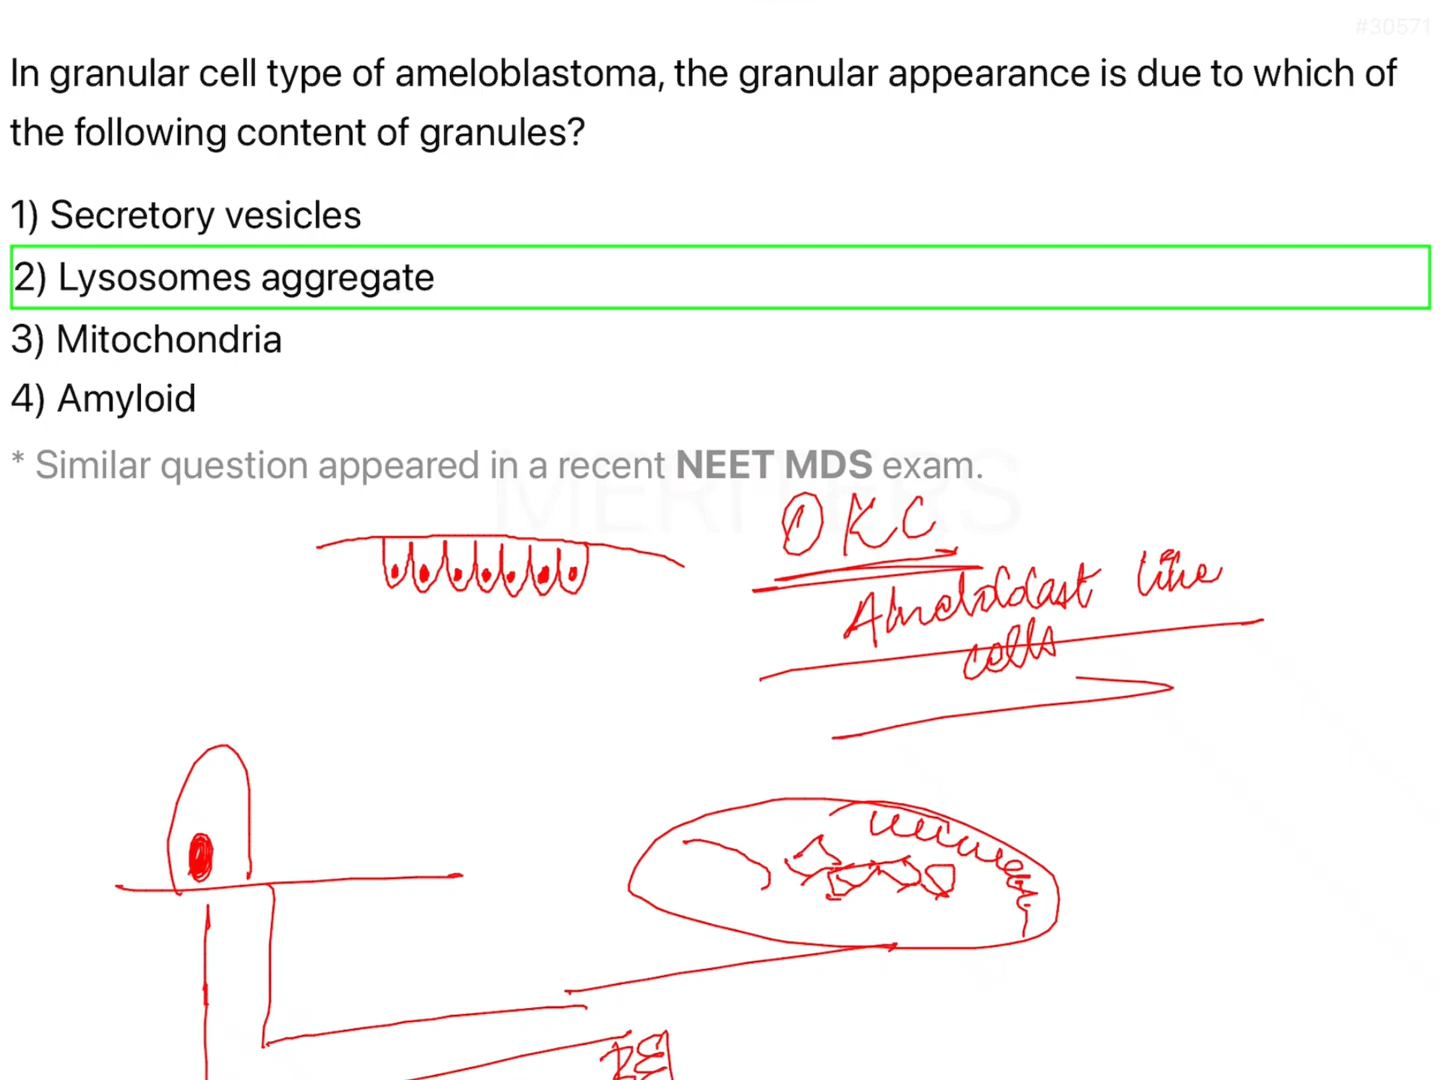 #30571
In granular cell type of ameloblastoma, the granular appearance is due to which of
the following content of granules?
1) Secretory vesicles
2) Lysosomes aggregate
3) Mitochondria
4) Amyloid
* Similar question appeared in a recent NEET MDS exam.
MERITERS
OKC
Ameloblast like
cells